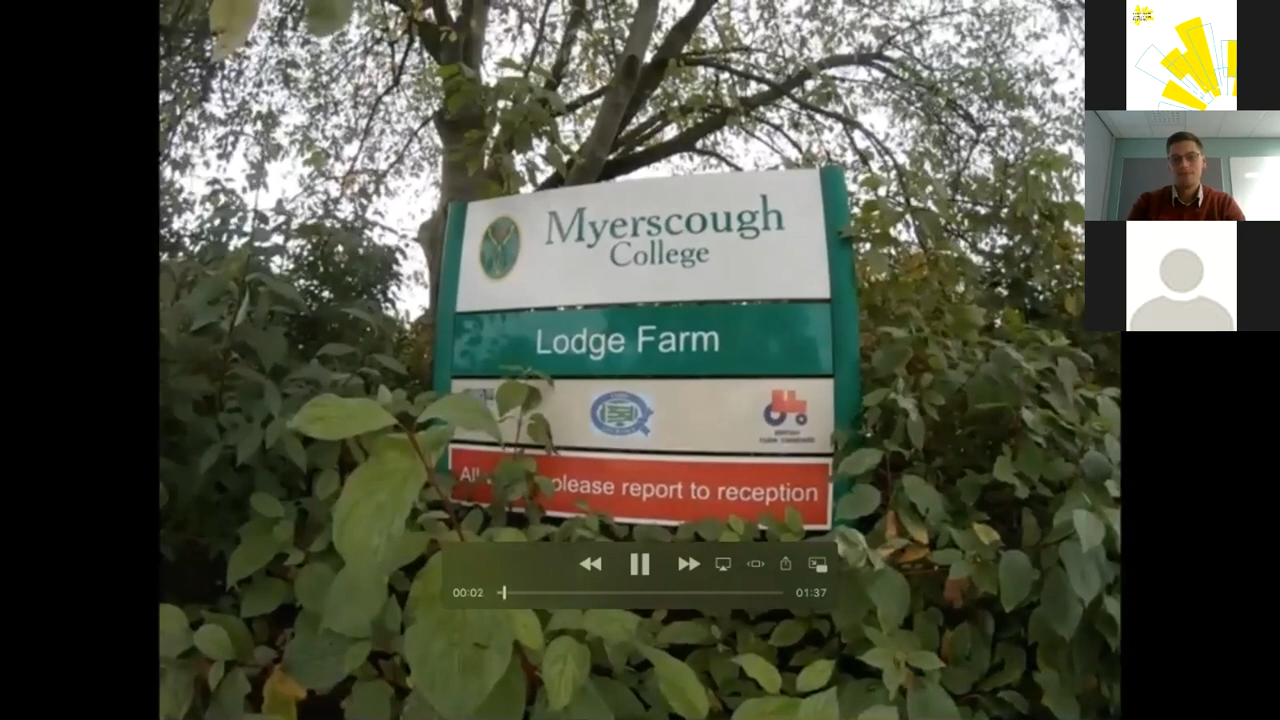 Myerscough
College
Lodge Farm
All please report to reception
00:02
01:37